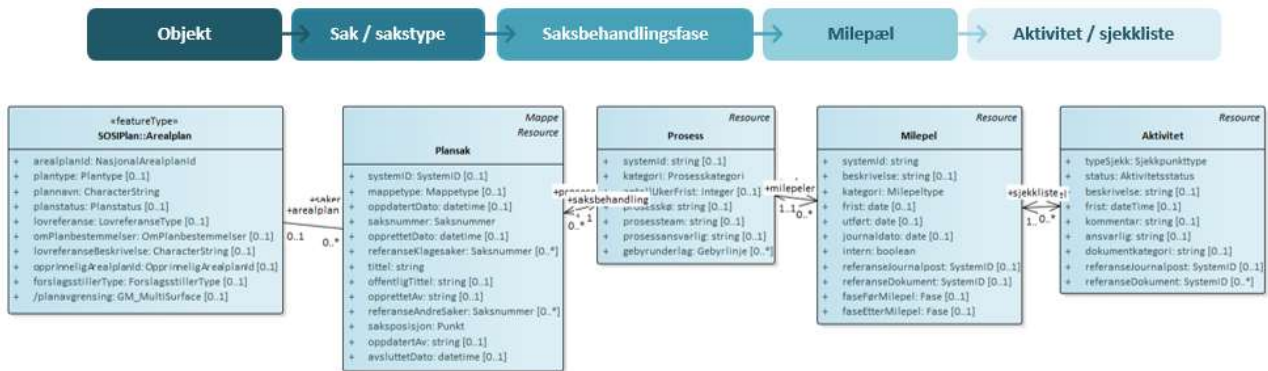 Objekt
Sak / sakstype
Saksbehandlingsfase
Milepæl
Aktivitet / sjekkliste
«featureType»
SOSIPlan::Arealplan
+ arealplanId: NasjonalArealplanId
+ plantype: Plantype [0..1]
+ plannavn: CharacterString
+ planstatus: Planstatus [0..1]
+ lovreferanse: LovreferanseType [0..1]
+ omPlanbestemmelser: OmPlanbestemmelser [0..1]
+ lovreferanseBeskrivelse: CharacterString [0..1]
+ opprinneligArealplanId: OpprinneligArealplanId [0..1]
+ forslagsstillerType: ForslagsstillerType [0..1]
+ /planavgrensing: GM_MultiSurface [0..1]
+saker
+arealplan
0..1
0..*
Mappe
Resource
Plansak
+ systemID: SystemID [0..1]
+ mappetype: Mappetype [0..1]
+ oppdatertDato: datetime [0..1]
+ saksnummer: Saksnummer
+ opprettetDato: datetime [0..1]
+ referanseKlagesaker: Saksnummer [0..*]
+ tittel: string
+ offentligTittel: string [0..1]
+ opprettetAv: string [0..1]
+ referanseAndreSaker: Saksnummer [0..*]
+ saksposisjon: Punkt
+ oppdatertAv: string [0..1]
+ avsluttetDato: datetime [0..1]
+saksbehandling
0..*
1
Resource
Prosess
+ systemId: string [0..1]
+ kategori: Prosesskategori
Integer [0..1]
prosesskø: string [0..1]
+ prosessteam: string [0..1]
+ prosessansvarlig: string [0..1]
+ gebyrunderlag: Gebyrlinje [0..*]
+milepeler
1..1
0..*
Resource
Milepel
+ systemId: string
+ beskrivelse: string [0..1]
+ kategori: Milepeltype
+ frist: date [0..1]
+ utført: date [0..1]
+ journaldato: date [0..1]
+ intern: boolean
+ referanseJournalpost: SystemID [0..1]
+ referanseDokument: SystemID [0..1]
+ faseFørMilepel: Fase [0..1]
+ faseEtterMilepel: Fase [0..1]
+sjekkliste
1..
0..*
Resource
Aktivitet
+ typeSjekk: Sjekkpunkttype
+ status: Aktivitetsstatus
beskrivelse: string [0..1]
+ frist: dateTime [0..1]
+ kommentar: string [0..1]
+ ansvarlig: string [0..1]
+ dokumentkategori: string [0..1]
+ referanseJournalpost: SystemID [0..1]
+ referanseDokument: SystemID [0..*]